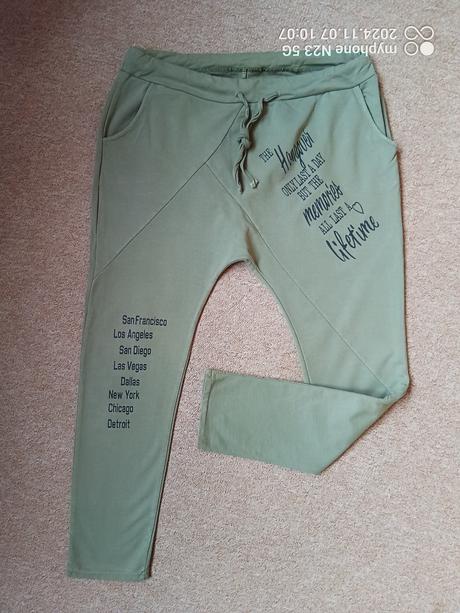 2024.11.07 10:07
myphone N23 5G
THE
Hangover
ONLY LAST A DAY
BUT THE
memories
ALL LAST A
lifetime
San Francisco
Los Angeles
San Diego
Las Vegas
Dallas
New York
Chicago
Detroit